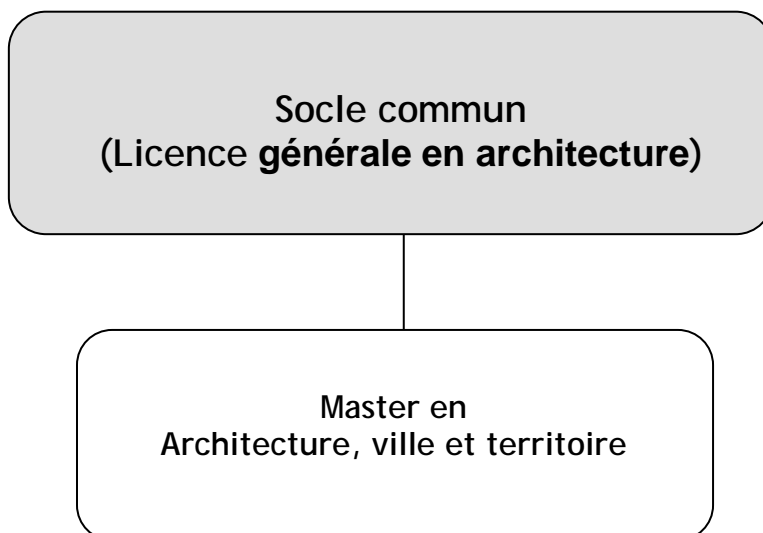 Socle commun
(Licence générale en architecture)
Master en
Architecture, ville et territoire